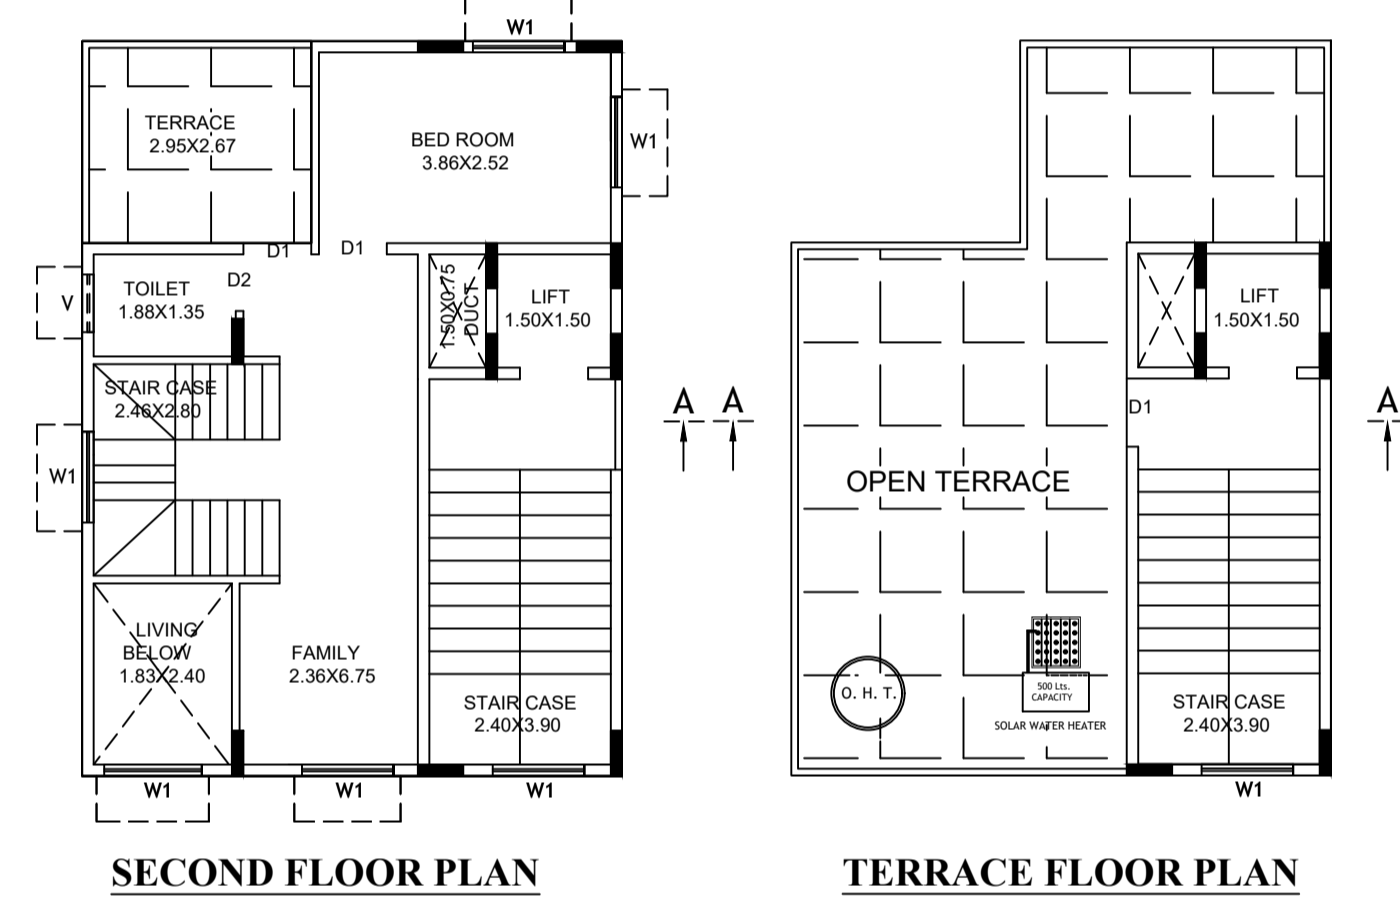 W1
TERRACE
2.95X2.67
BED ROOM
3.86X2.52
W1
D1
D1
D2
TOILET
1.88X1.35
V
1.50X0.75
DUCT
LIFT
1.50X1.50
STAIR CASE
2.46X2.80
W1
A
LIVING
BELOW
1.83X2.40
FAMILY
2.36X6.75
STAIR CASE
2.40X3.90
W1
W1
W1
SECOND FLOOR PLAN
A
LIFT
1.50X1.50
D1
A
OPEN TERRACE
O. H. T.
500 Lts.
CAPACITY
SOLAR WATER HEATER
STAIR CASE
2.40X3.90
W1
TERRACE FLOOR PLAN